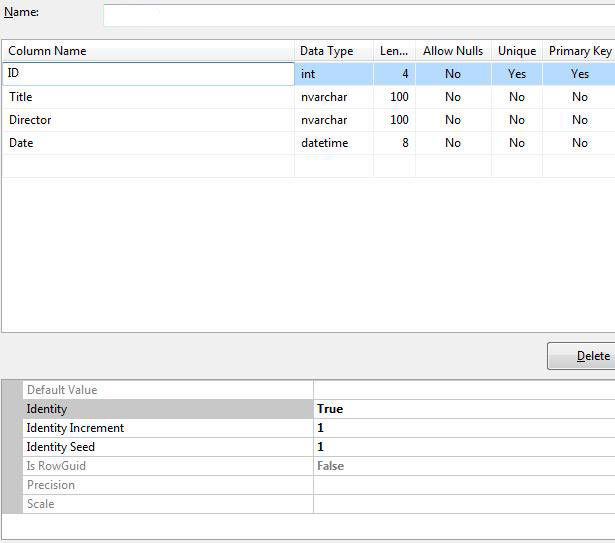 Name:
Column Name Data Type Len... Allow Nulls Unique Primary Key
ID int 4 No Yes Yes
Title nvarchar 100 No No No
Director nvarchar 100 No No No
Date datetime 8 No No No
Delete
Default Value
Identity True
Identity Increment 1
Identity Seed 1
Is RowGuid False
Precision
Scale